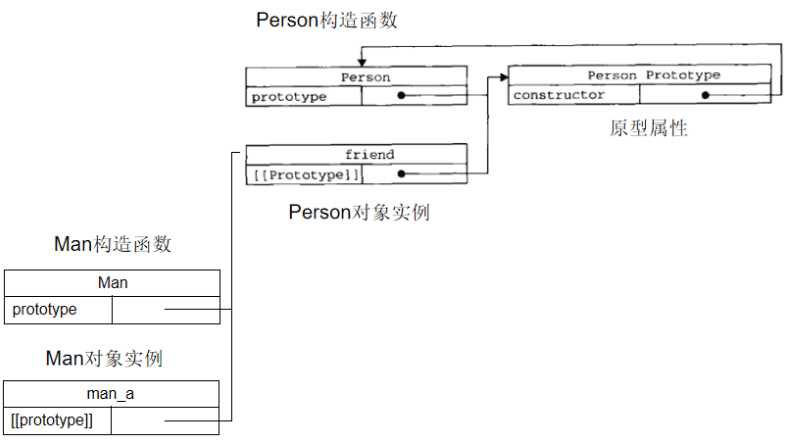 Person构造函数
Person
prototype
Person Prototype
constructor
原型属性
friend
[[Prototype]]
Person对象实例
Man构造函数
Man
prototype
Man对象实例
man_a
[[prototype]]